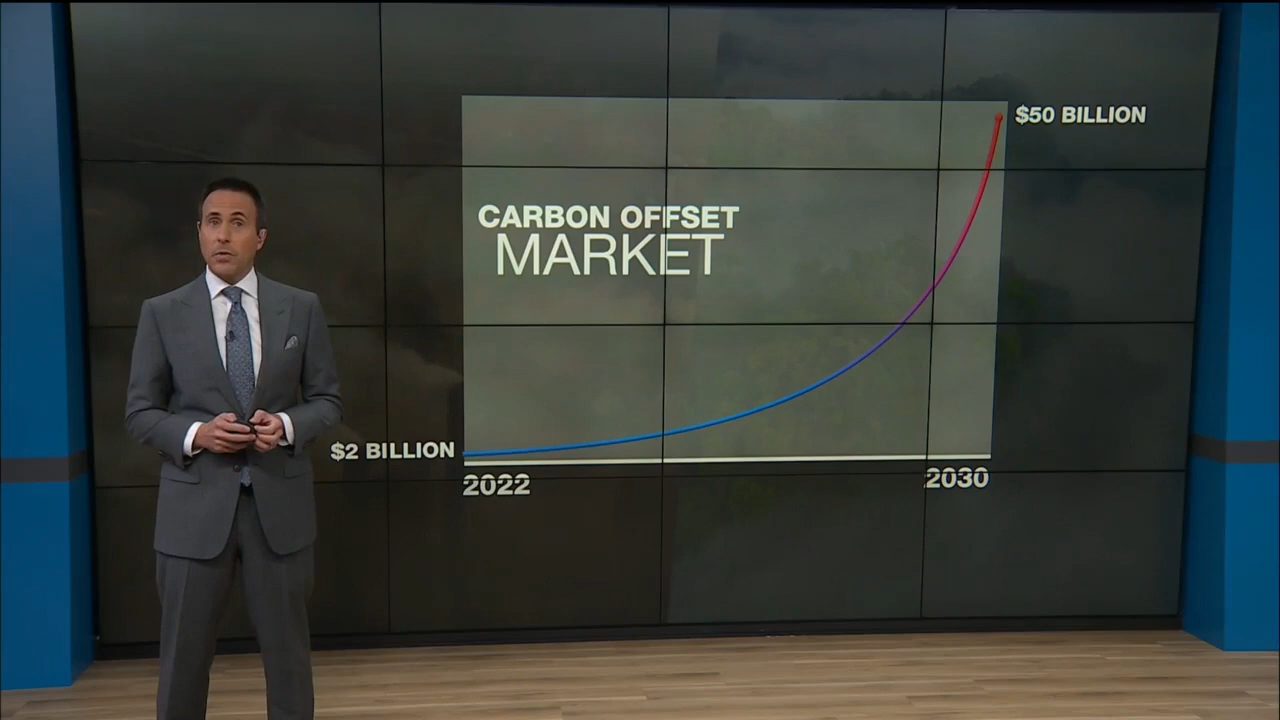 $50 BILLION
CARBON OFFSET
MARKET
$2 BILLION
2022
2030